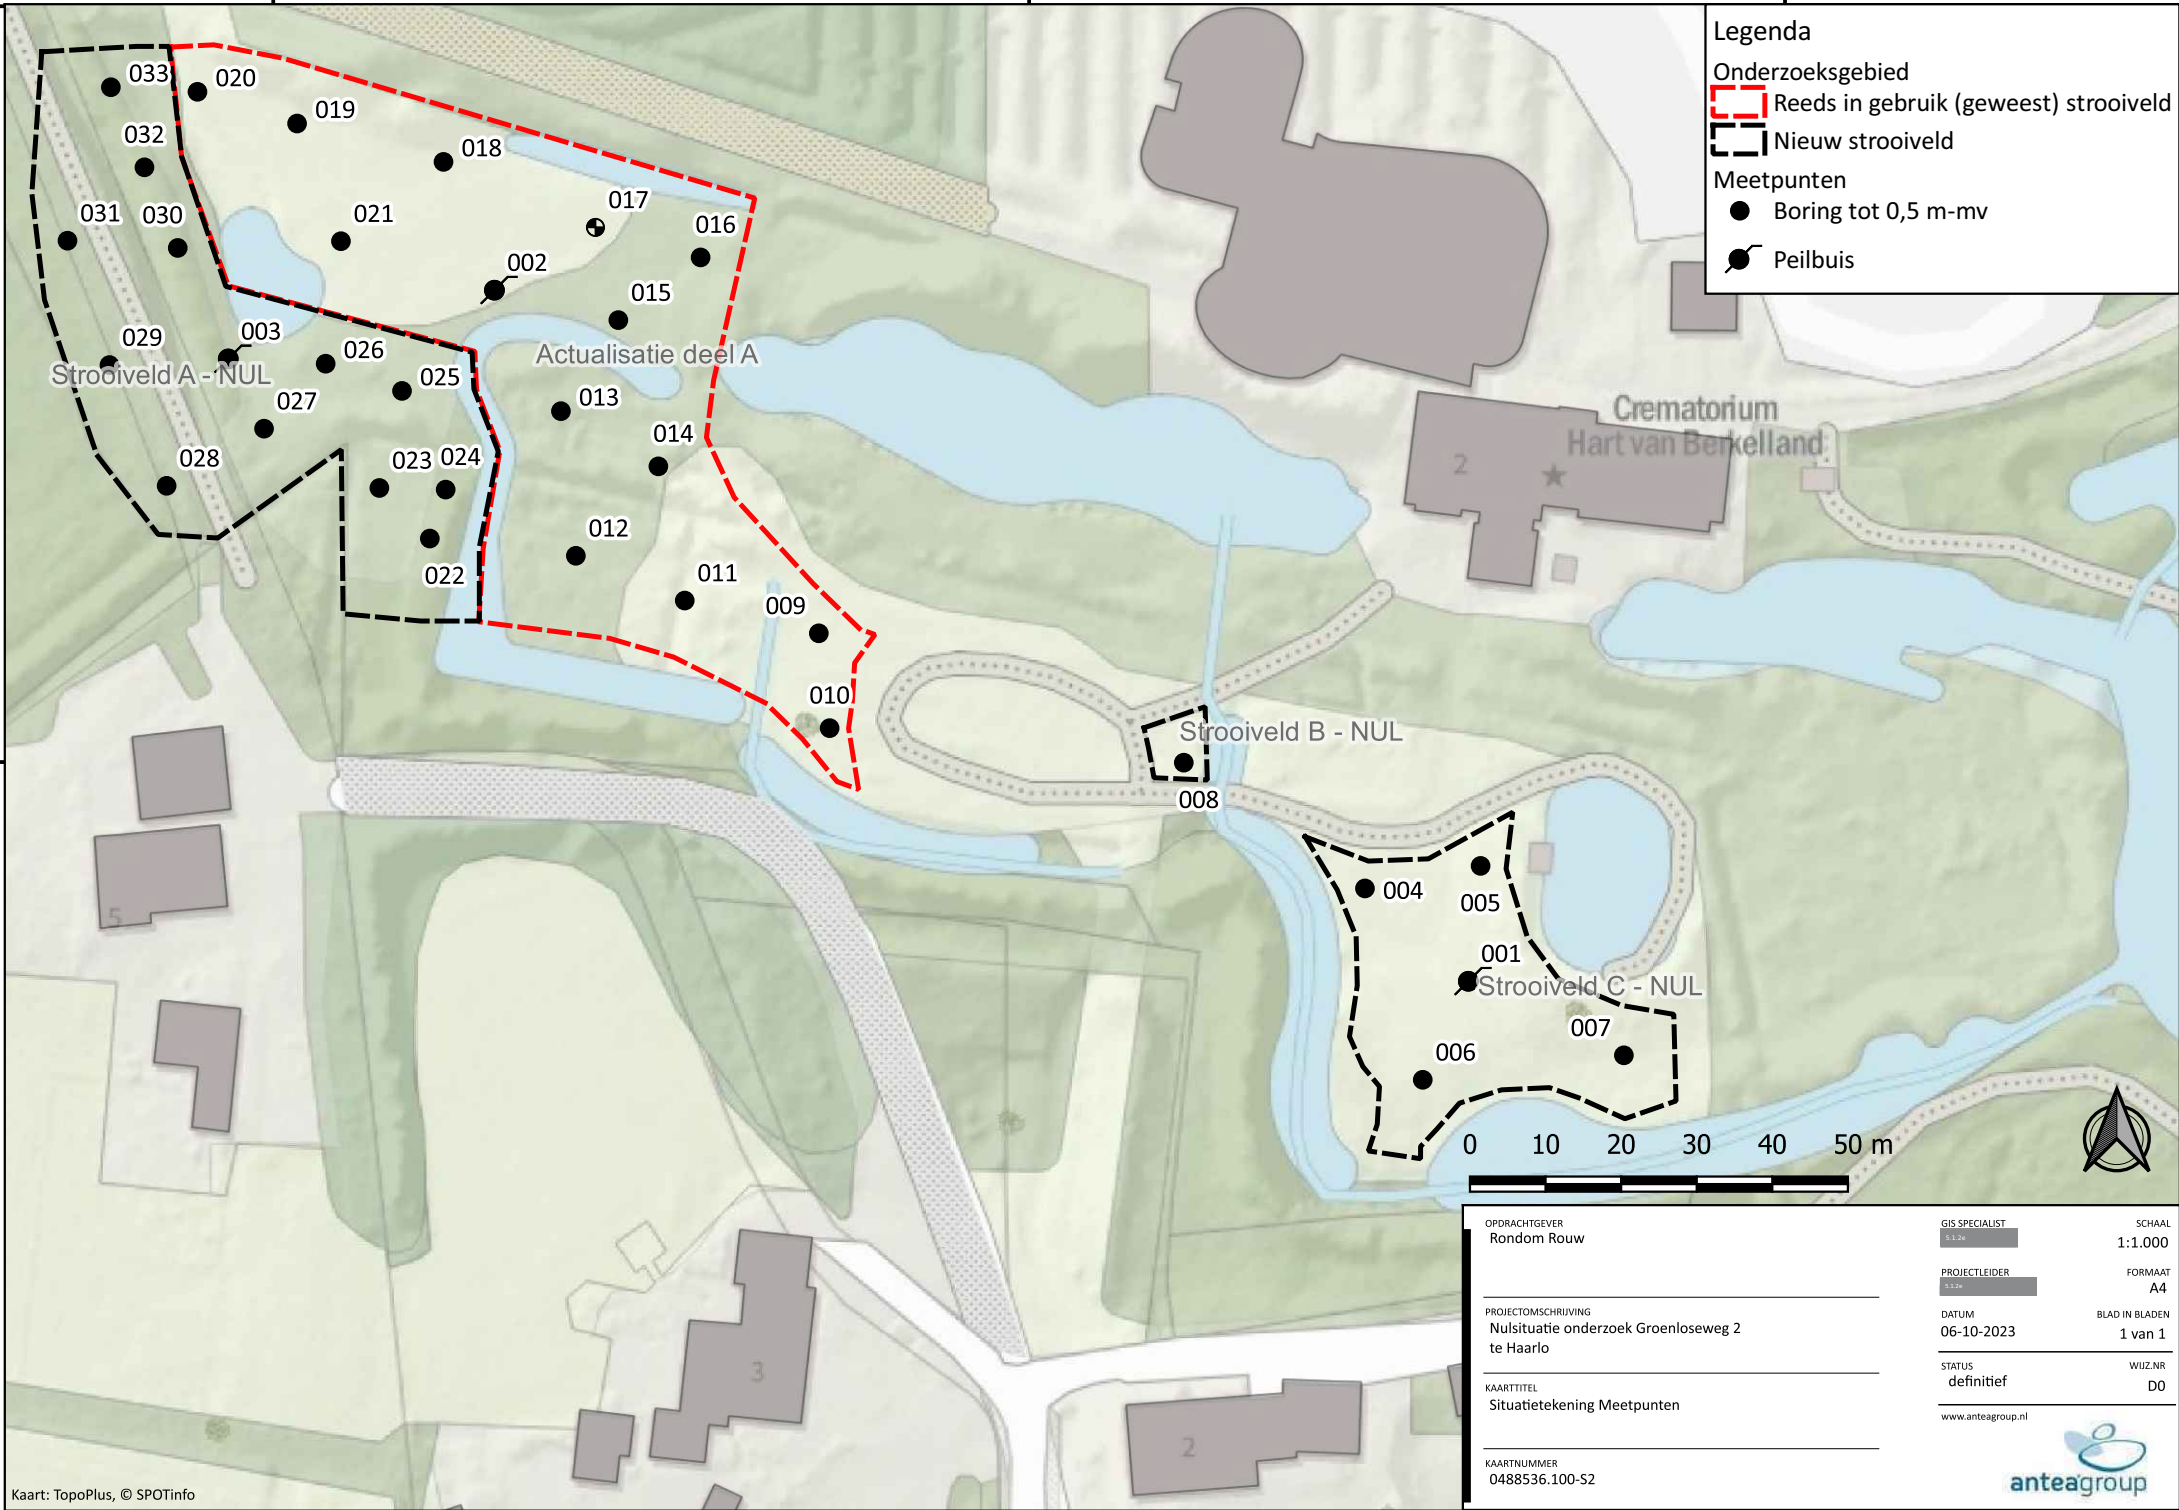 Legenda
Onderzoeksgebied
Reeds in gebruik (geweest) strooiveld
Nieuw strooiveld
Meetpunten
Boring tot 0,5 m-mv
Peilbuis
033
020
019
032
018
031
030
021
017
016
002
015
029
003
026
Actualisatie deel A
Strooiveld A - NUL
025
013
027
014
028
023
024
012
022
011
009
010
Crematorium
Hart van Berkelland
2
Strooiveld B - NUL
008
004
005
001
Strooiveld C - NUL
007
006
5
3
2
0 10 20 30 40 50 m
OPDRACHTGEVER
Rondom Rouw
PROJECTOMSCHRIJVING
Nulsituatie onderzoek Groenloseweg 2
te Haarlo
KAARTTITEL
Situatietekening Meetpunten
KAARTNUMMER
0488536.100-S2
GIS SPECIALIST
5.1.2e
SCHAAL
1:1.000
PROJECTLEIDER
5.1.2e
FORMAAT
A4
DATUM
06-10-2023
BLAD IN BLADEN
1 van 1
STATUS
definitief
WIJZ.NR
D0
www.anteagroup.nl
anteagroup
Kaart: TopoPlus, © SPOTinfo